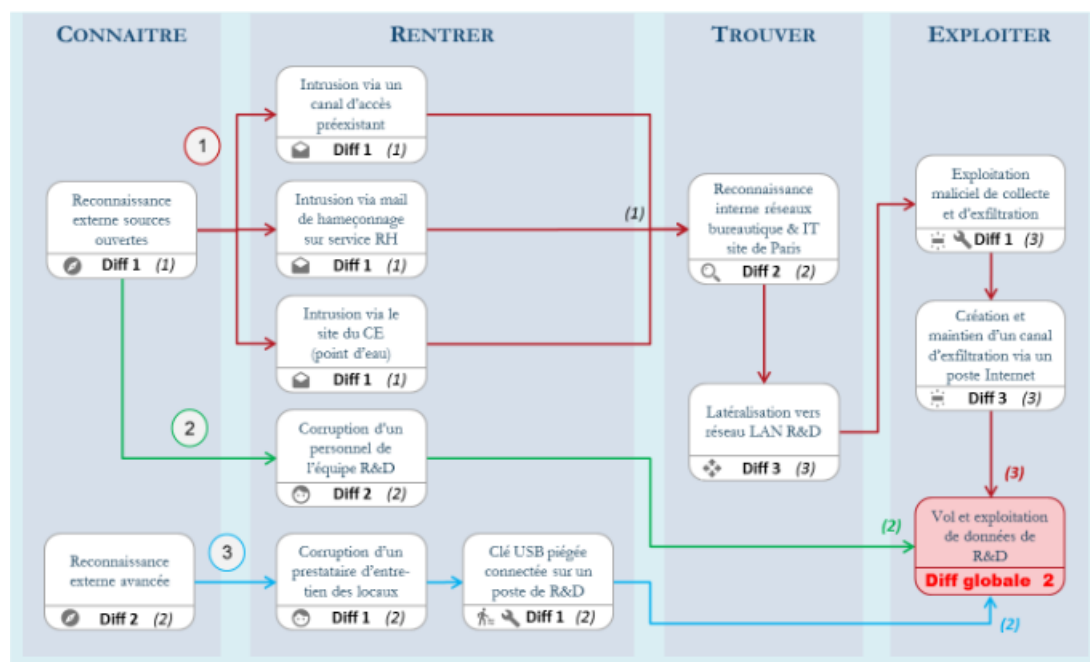 CONNAITRE
RENTRER
TROUVER
EXPLOITER
Intrusion via un
canal d'accès
préexistant
Diff 1 (1)
1
Reconnaissance
externe sources
ouvertes
Diff 1 (1)
Intrusion via mail
de hameçonnage
sur service RH
Diff 1 (1)
(1)
Reconnaissance
interne réseaux
bureautique & IT
site de Paris
Diff 2 (2)
Exploitation
maliciel de collecte
et d'exfiltration
Diff 1 (3)
Intrusion via le
site du CE
(point d'eau)
Diff 1 (1)
Création et
maintien d'un canal
d'exfiltration via un
poste Internet
Diff 3 (3)
2
Corruption d'un
personnel de
l'équipe R&D
Diff 2 (2)
Latéralisation vers
réseau LAN R&D
Diff 3 (3)
(3)
(2)
Vol et exploitation
de données de
R&D
Diff globale 2
Reconnaissance
externe avancée
Diff 2 (2)
3
Corruption d'un
prestataire d'entre-
tien des locaux
Diff 1 (2)
Clé USB piégée
connectée sur un
poste de R&D
Diff 1 (2)
(2)